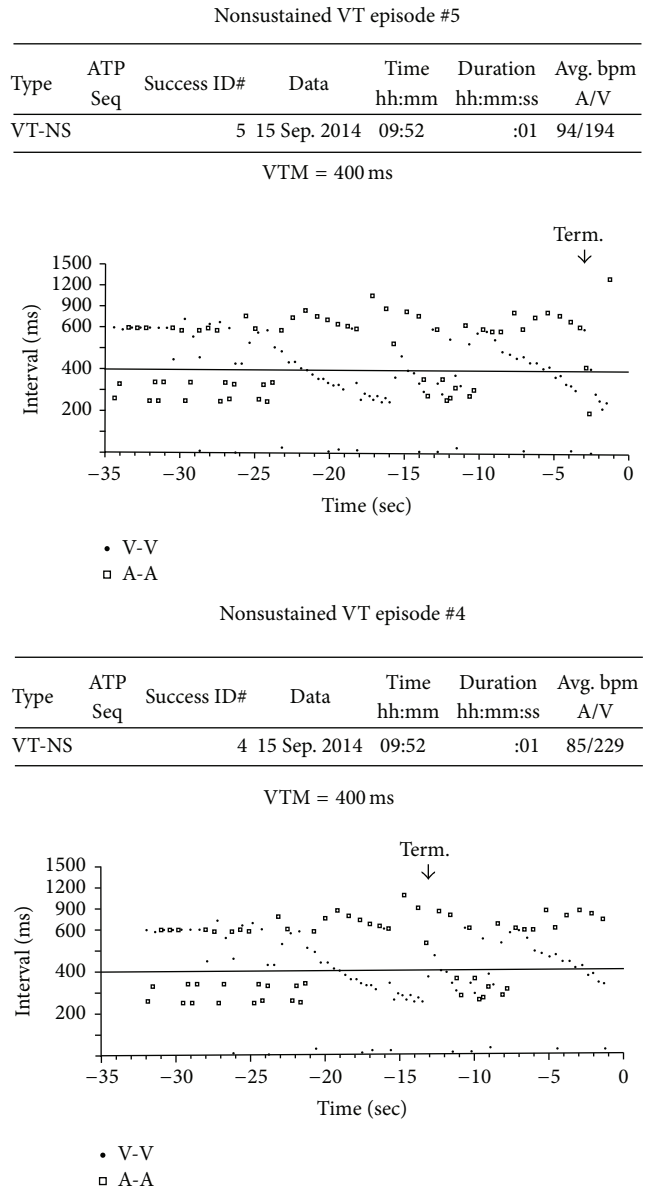 Nonsustained VT episode #5
Type ATP Seq Success ID# Data Time hh:mm Duration hh:mm:ss Avg. bpm A/V
VT-NS 5 15 Sep. 2014 09:52 :01 94/194
VTM = 400 ms
Term.
1500
1200
900
600
400
200
Interval (ms)
−35 −30 −25 −20 −15 −10 −5 0
Time (sec)
V-V
A-A
Nonsustained VT episode #4
Type ATP Seq Success ID# Data Time hh:mm Duration hh:mm:ss Avg. bpm A/V
VT-NS 4 15 Sep. 2014 09:52 :01 85/229
VTM = 400 ms
Term.
1500
1200
900
600
400
200
Interval (ms)
−35 −30 −25 −20 −15 −10 −5 0
Time (sec)
V-V
A-A